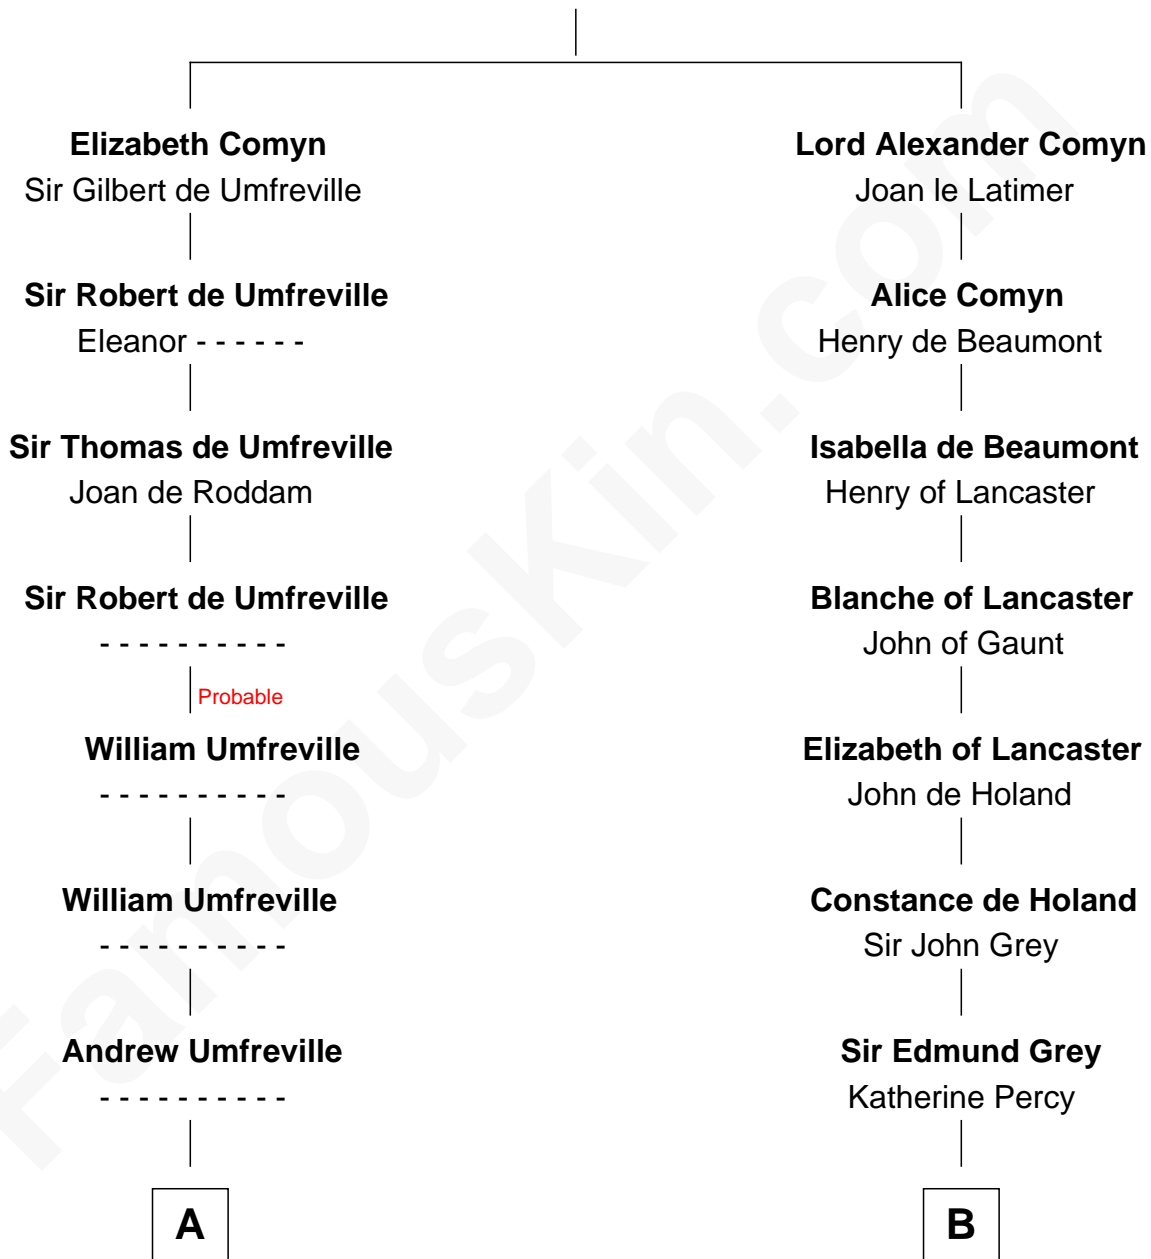 Elizabeth Comyn
Sir Gilbert de Umfreville
Lord Alexander Comyn
Joan le Latimer
Sir Robert de Umfreville
Eleanor - - - - - -
Alice Comyn
Henry de Beaumont
Sir Thomas de Umfreville
Joan de Roddam
Isabella de Beaumont
Henry of Lancaster
Sir Robert de Umfreville
- - - - - - - - - -
Blanche of Lancaster
John of Gaunt
Probable
William Umfreville
- - - - - - - - - -
Elizabeth of Lancaster
John de Holand
William Umfreville
- - - - - - - - - -
Constance de Holand
Sir John Grey
Andrew Umfreville
- - - - - - - - - -
Sir Edmund Grey
Katherine Percy
A
B
FamousKin.com